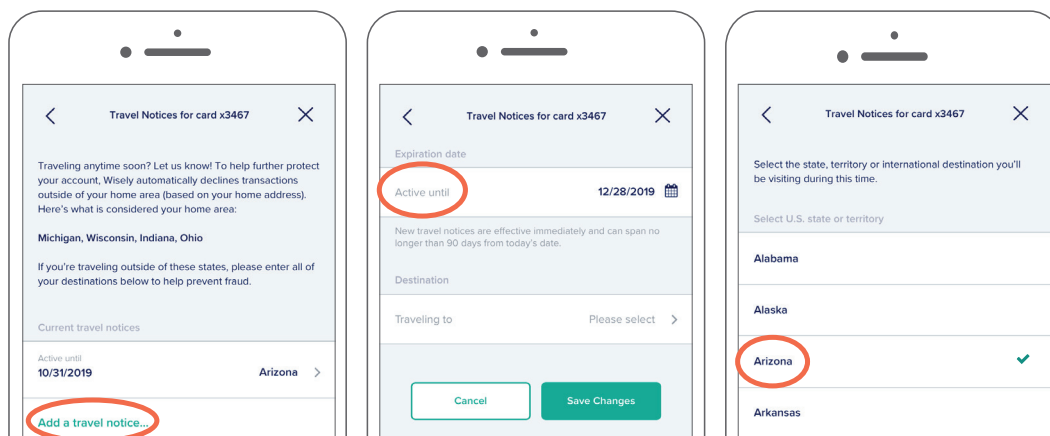 Travel Notices for card x3467
Traveling anytime soon? Let us know! To help further protect
your account, Wisely automatically declines transactions
outside of your home area (based on your home address).
Here's what is considered your home area:
Michigan, Wisconsin, Indiana, Ohio
If you're traveling outside of these states, please enter all of
your destinations below to help prevent fraud.
Current travel notices
Active until
10/31/2019 Arizona
Add a travel notice...
Travel Notices for card x3467
Expiration date
Active until 12/28/2019
New travel notices are effective immediately and can span no
longer than 90 days from today's date.
Destination
Traveling to Please select
Cancel Save Changes
Travel Notices for card x3467
Select the state, territory or international destination you'll
be visiting during this time.
Select U.S. state or territory
Alabama
Alaska
Arizona
Arkansas